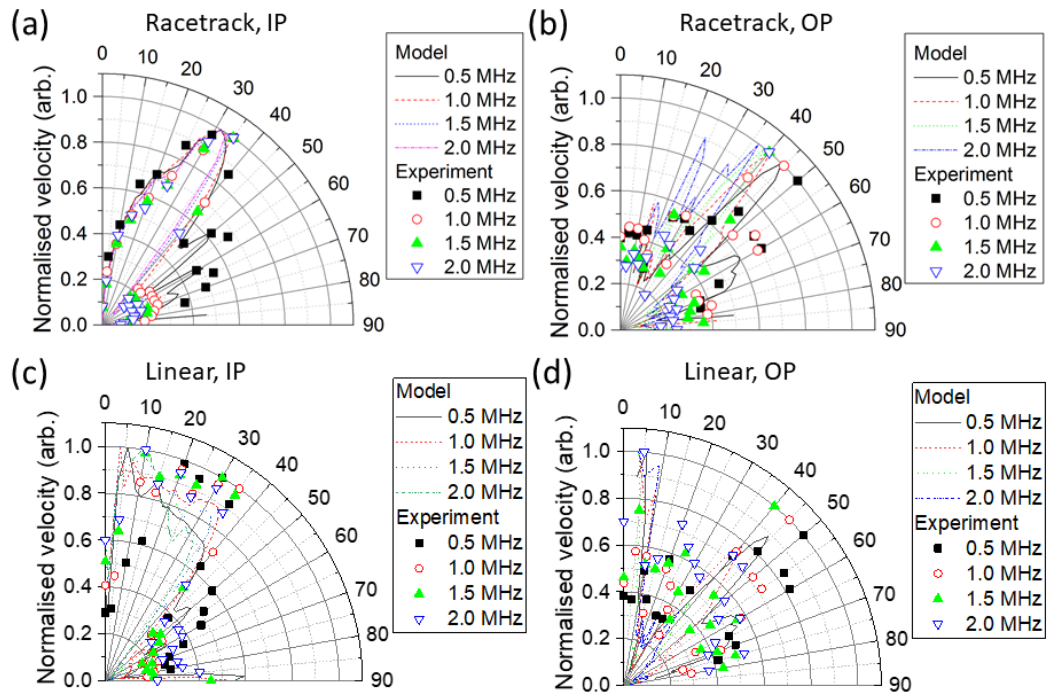 (a) Racetrack, IP
Normalised velocity (arb.)
1.0
0.8
0.6
0.4
0.2
0.0
0 10 20 30 40 50 60 70 80 90
Model
0.5 MHz
1.0 MHz
1.5 MHz
2.0 MHz
Experiment
0.5 MHz
1.0 MHz
1.5 MHz
2.0 MHz
(b) Racetrack, OP
Normalised velocity (arb.)
1.0
0.8
0.6
0.4
0.2
0.0
0 10 20 30 40 50 60 70 80 90
Model
0.5 MHz
1.0 MHz
1.5 MHz
2.0 MHz
Experiment
0.5 MHz
1.0 MHz
1.5 MHz
2.0 MHz
(c) Linear, IP
Normalised velocity (arb.)
1.0
0.8
0.6
0.4
0.2
0.0
0 10 20 30 40 50 60 70 80 90
Model
0.5 MHz
1.0 MHz
1.5 MHz
2.0 MHz
Experiment
0.5 MHz
1.0 MHz
1.5 MHz
2.0 MHz
(d) Linear, OP
Normalised velocity (arb.)
1.0
0.8
0.6
0.4
0.2
0.0
0 10 20 30 40 50 60 70 80 90
Model
0.5 MHz
1.0 MHz
1.5 MHz
2.0 MHz
Experiment
0.5 MHz
1.0 MHz
1.5 MHz
2.0 MHz